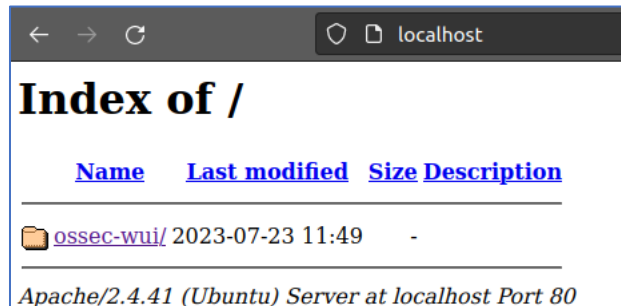 localhost
Index of /
Name Last modified Size Description
ossec-wui/ 2023-07-23 11:49 -
Apache/2.4.41 (Ubuntu) Server at localhost Port 80